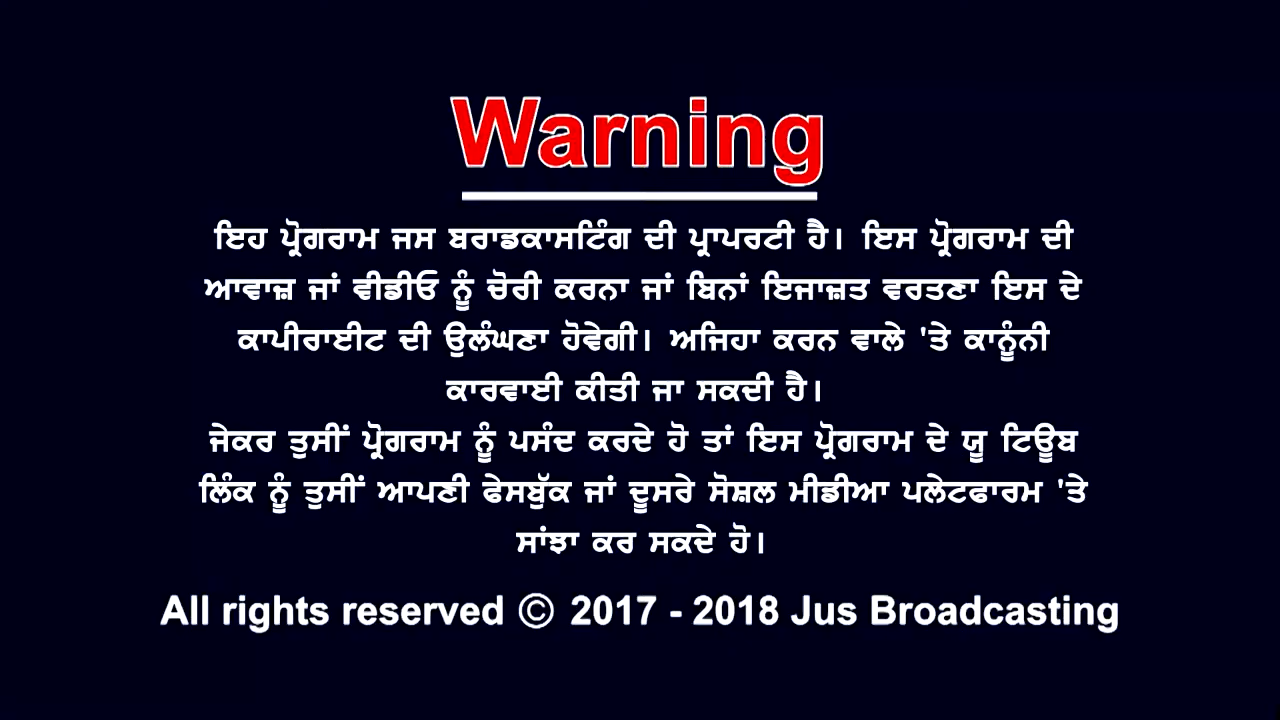 Warning
ਇਹ ਪ੍ਰੋਗਰਾਮ ਜਸ ਬਰਾਡਕਾਸਟਿੰਗ ਦੀ ਪ੍ਰਾਪਰਟੀ ਹੈ। ਇਸ ਪ੍ਰੋਗਰਾਮ ਦੀ
ਆਵਾਜ਼ ਜਾਂ ਵੀਡੀਓ ਨੂੰ ਚੋਰੀ ਕਰਨਾ ਜਾਂ ਬਿਨਾਂ ਇਜਾਜ਼ਤ ਵਰਤਣਾ ਇਸ ਦੇ
ਕਾਪੀਰਾਈਟ ਦੀ ਉਲੰਘਣਾ ਹੋਵੇਗੀ। ਅਜਿਹਾ ਕਰਨ ਵਾਲੇ 'ਤੇ ਕਾਨੂੰਨੀ
ਕਾਰਵਾਈ ਕੀਤੀ ਜਾ ਸਕਦੀ ਹੈ।
ਜੇਕਰ ਤੁਸੀਂ ਪ੍ਰੋਗਰਾਮ ਨੂੰ ਪਸੰਦ ਕਰਦੇ ਹੋ ਤਾਂ ਇਸ ਪ੍ਰੋਗਰਾਮ ਦੇ ਯੂ ਟਿਊਬ
ਲਿੰਕ ਨੂੰ ਤੁਸੀਂ ਆਪਣੀ ਫੇਸਬੁੱਕ ਜਾਂ ਦੂਸਰੇ ਸੋਸ਼ਲ ਮੀਡੀਆ ਪਲੇਟਫਾਰਮ 'ਤੇ
ਸਾਂਝਾ ਕਰ ਸਕਦੇ ਹੋ।
All rights reserved © 2017 - 2018 Jus Broadcasting